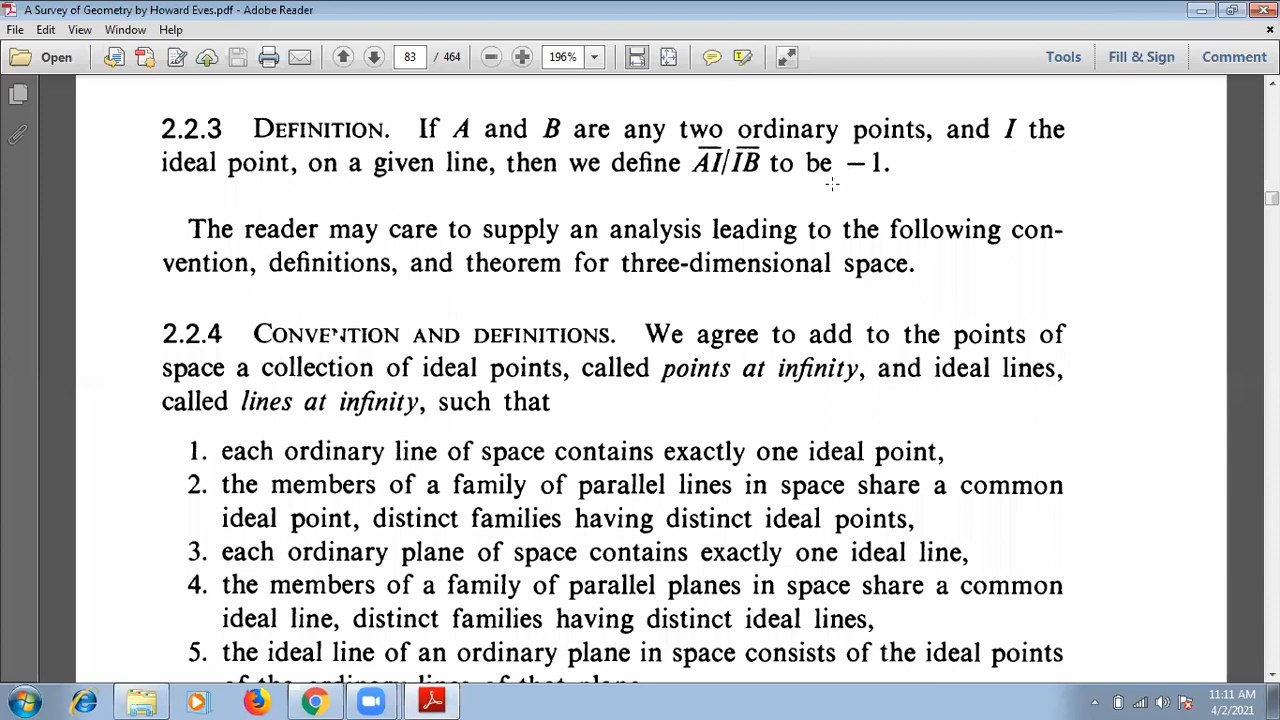 A Survey of Geometry by Howard Eves.pdf - Adobe Reader
File Edit View Window Help
Open 83 / 464 196% Tools Fill & Sign Comment
2.2.3 DEFINITION. If A and B are any two ordinary points, and I the
ideal point, on a given line, then we define A̅I̅/I̅B̅ to be −1.
The reader may care to supply an analysis leading to the following con-
vention, definitions, and theorem for three-dimensional space.
2.2.4 CONVENTION AND DEFINITIONS. We agree to add to the points of
space a collection of ideal points, called points at infinity, and ideal lines,
called lines at infinity, such that
1. each ordinary line of space contains exactly one ideal point,
2. the members of a family of parallel lines in space share a common
ideal point, distinct families having distinct ideal points,
3. each ordinary plane of space contains exactly one ideal line,
4. the members of a family of parallel planes in space share a common
ideal line, distinct families having distinct ideal lines,
5. the ideal line of an ordinary plane in space consists of the ideal points
of the ordinary lines of that plane
11:11 AM
4/2/2021